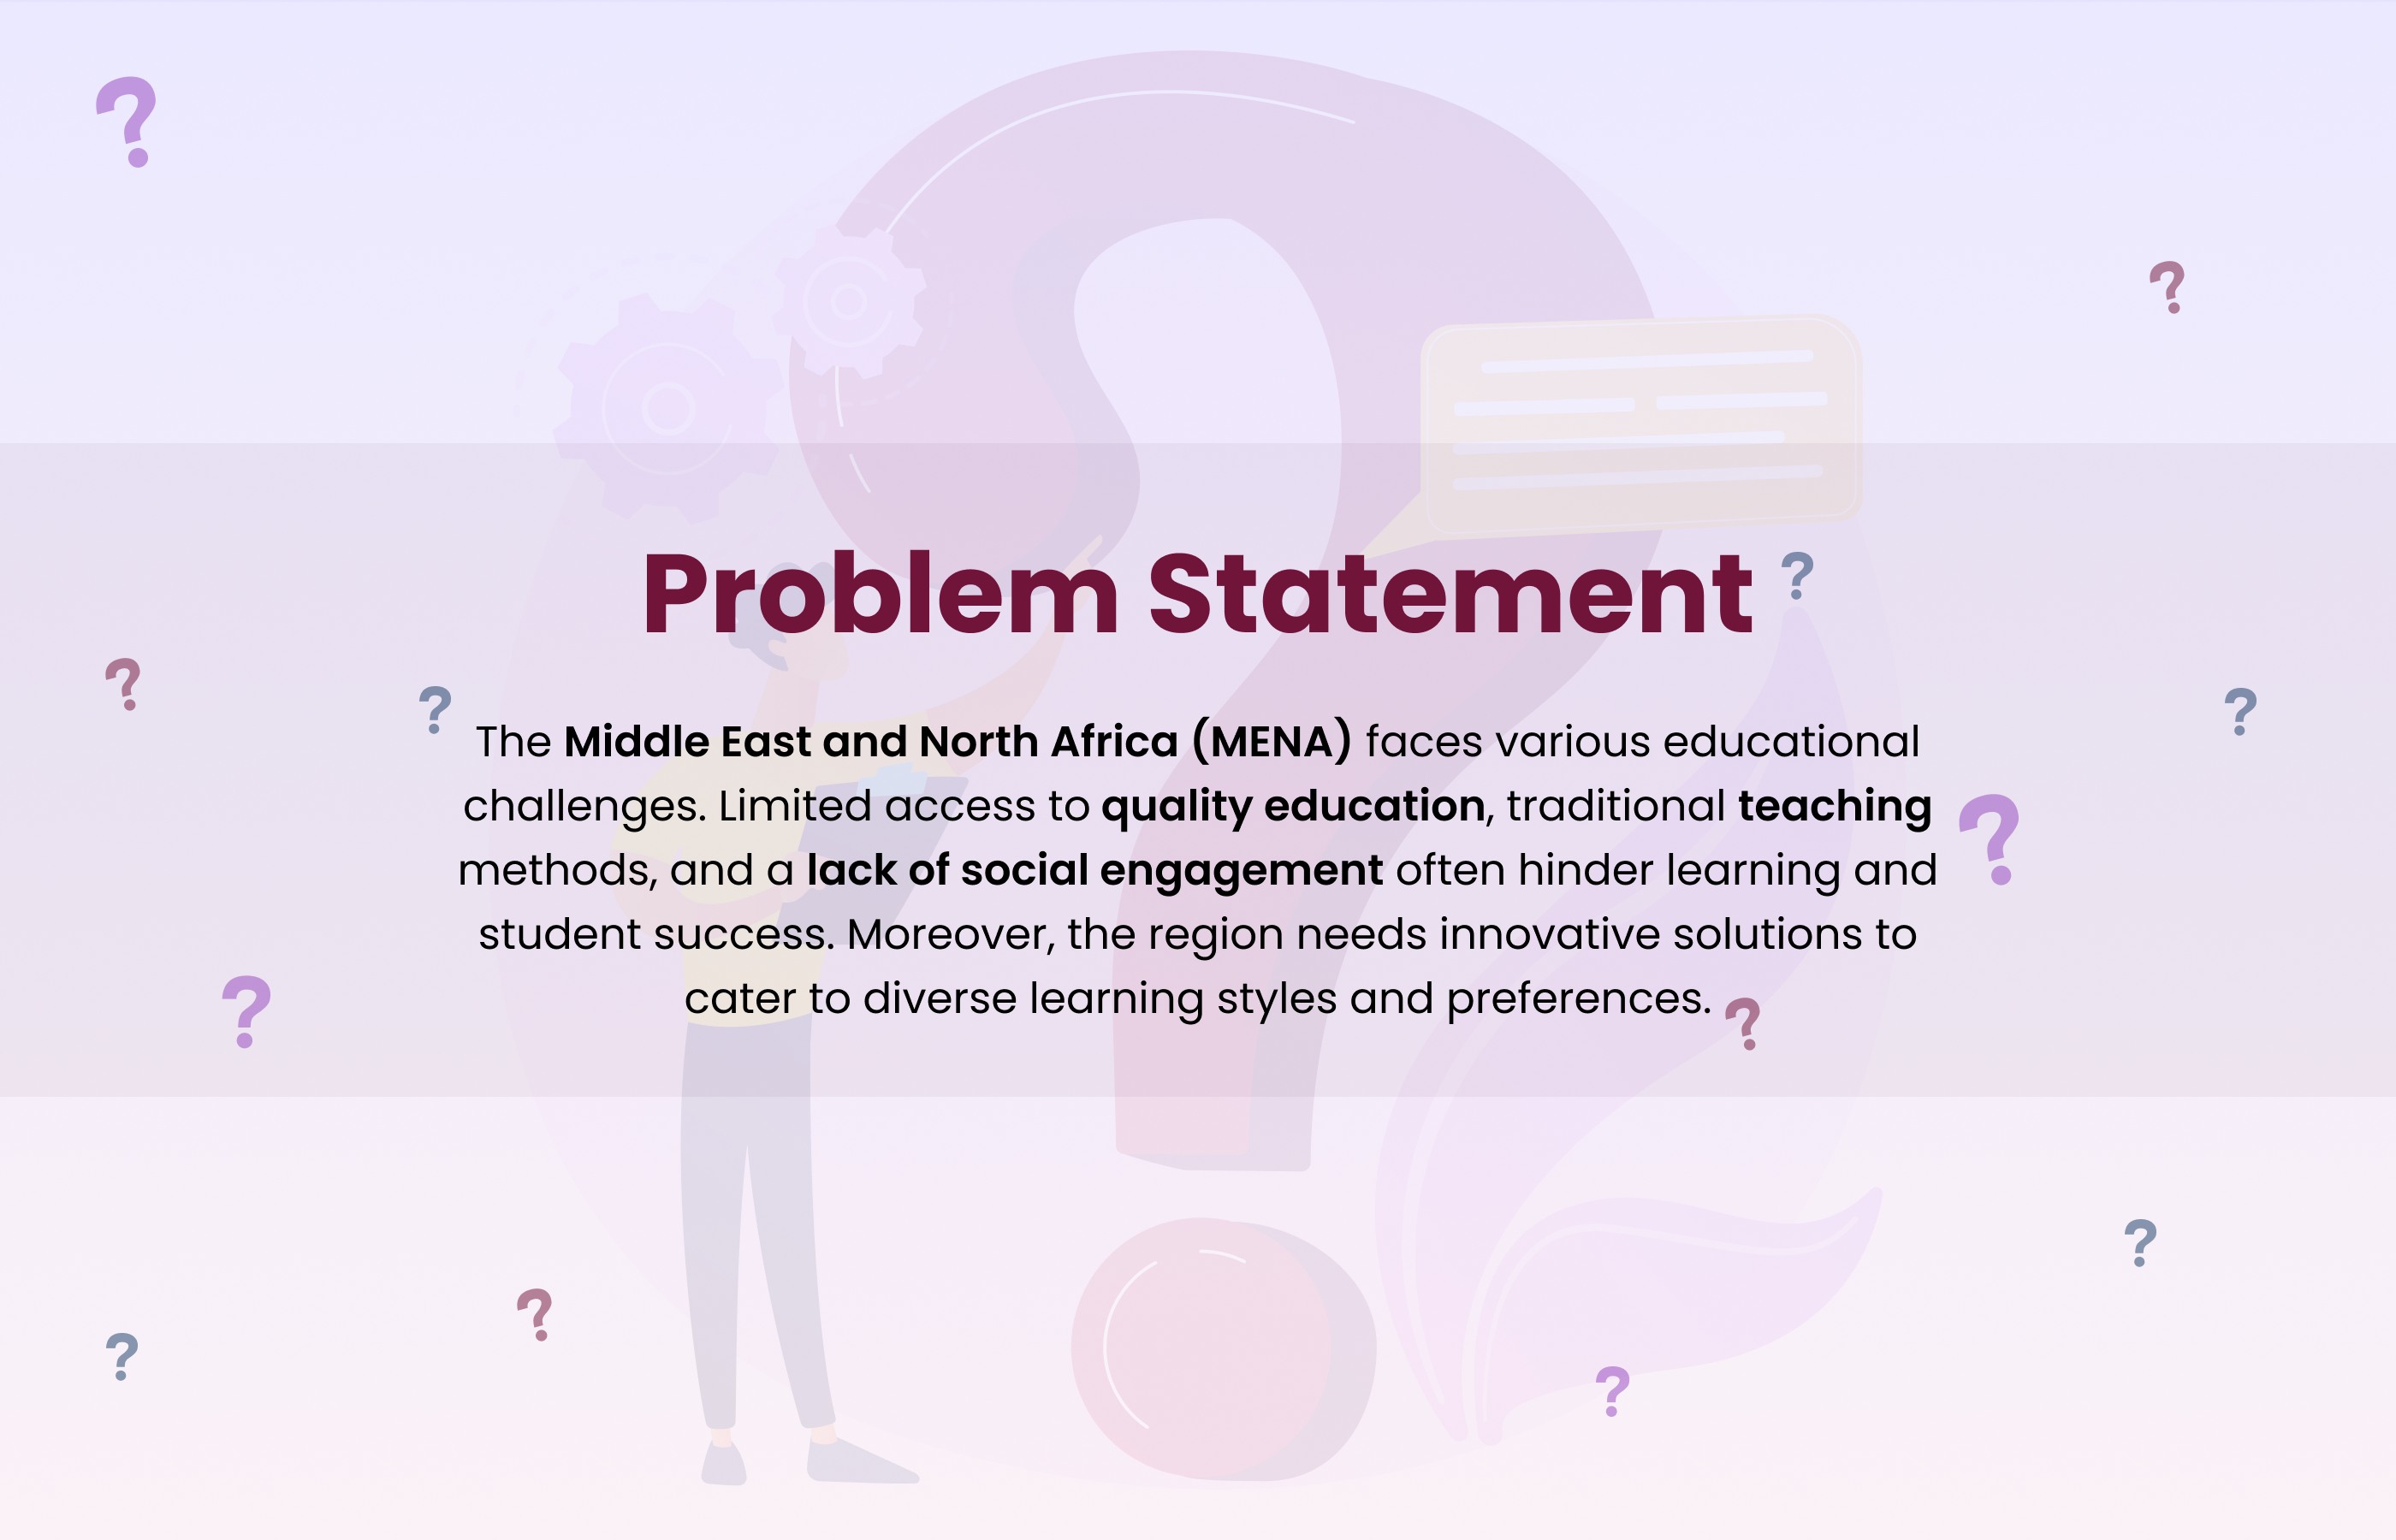 Problem Statement
The Middle East and North Africa (MENA) faces various educational
challenges. Limited access to quality education, traditional teaching
methods, and a lack of social engagement often hinder learning and
student success. Moreover, the region needs innovative solutions to
cater to diverse learning styles and preferences.